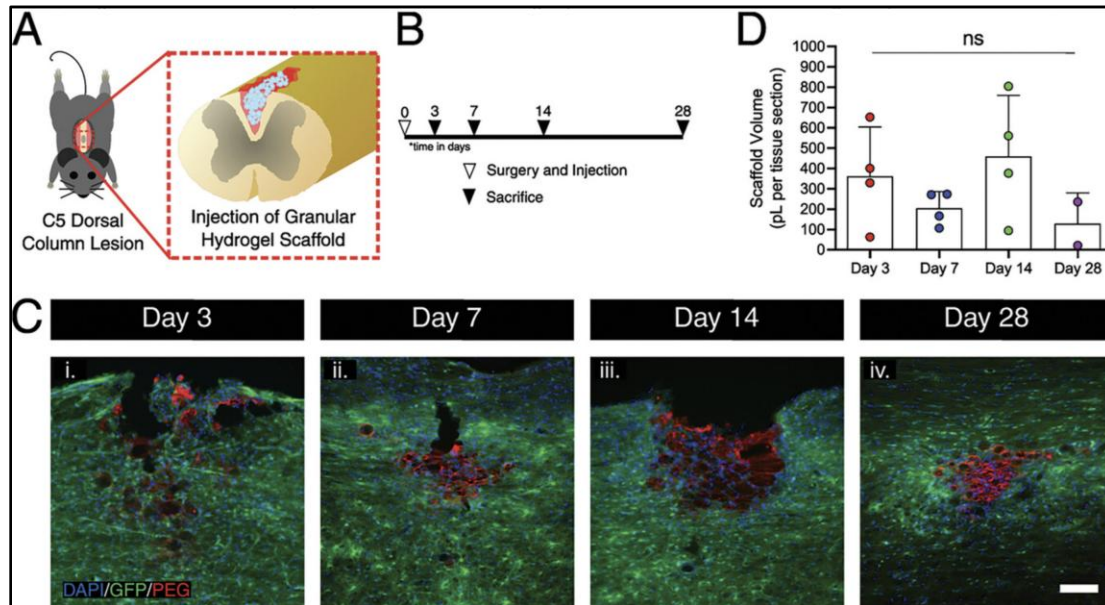 A
C5 Dorsal
Column Lesion
Injection of Granular
Hydrogel Scaffold
B
0 3 7 14 28
*time in days
Surgery and Injection
Sacrifice
D
ns
Scaffold Volume
(pL per tissue section)
1000
900
800
700
600
500
400
300
200
100
0
Day 3 Day 7 Day 14 Day 28
C
Day 3 Day 7 Day 14 Day 28
i. ii. iii. iv.
DAPI/GFP/PEG